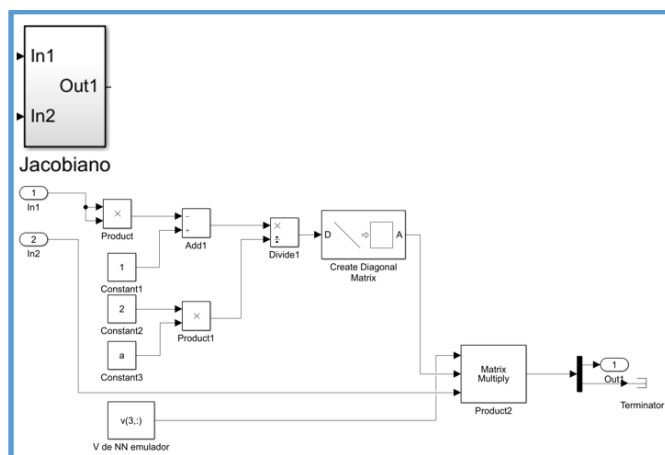 In1
Out1
In2
Jacobiano
1
In1
×
Product
−
+
Add1
×
÷
Divide1
D
⇨
A
Create Diagonal
Matrix
2
In2
1
Constant1
2
Constant2
×
Product1
a
Constant3
Matrix
Multiply
Product2
1
Out1
Terminator
v(3,:)
V de NN emulador